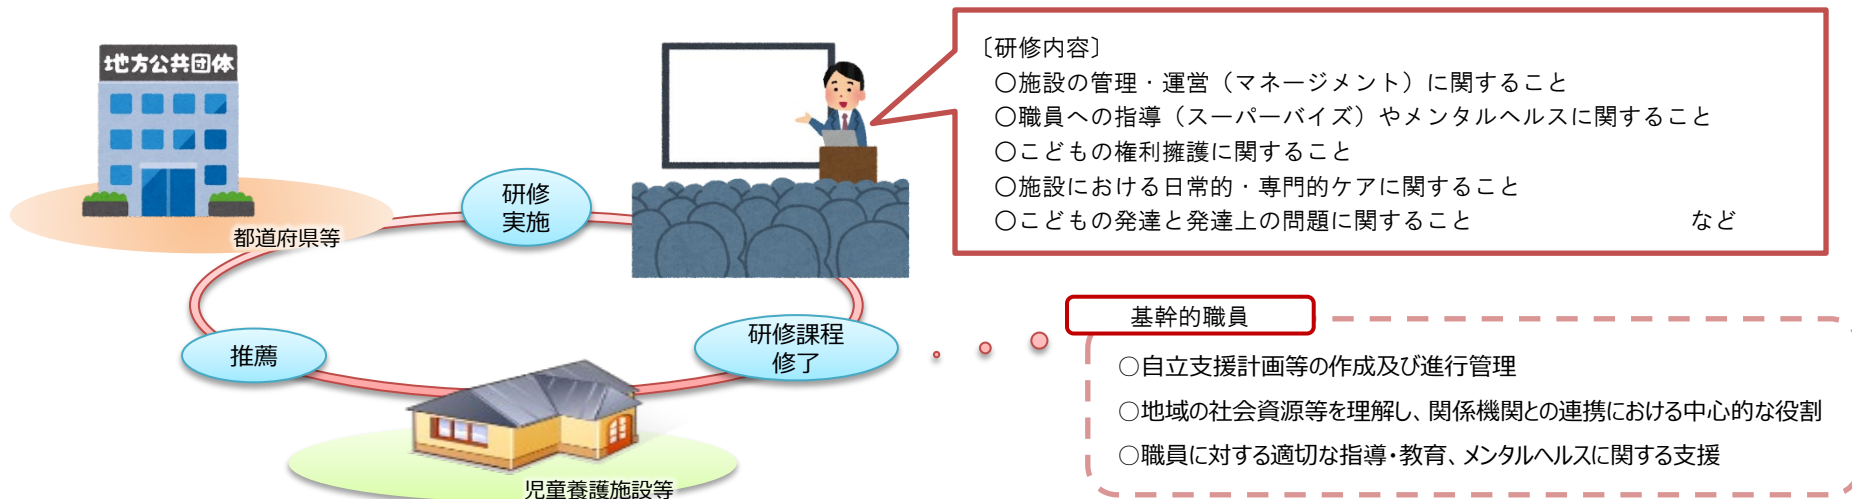 地方公共団体
都道府県等
研修
実施
〔研修内容〕
○施設の管理・運営（マネージメント）に関すること
○職員への指導（スーパーバイズ）やメンタルヘルスに関すること
○こどもの権利擁護に関すること
○施設における日常的・専門的ケアに関すること
○こどもの発達と発達上の問題に関すること　など
推薦
研修課程
修了
児童養護施設等
基幹的職員
○自立支援計画等の作成及び進行管理
○地域の社会資源等を理解し、関係機関との連携における中心的な役割
○職員に対する適切な指導・教育、メンタルヘルスに関する支援